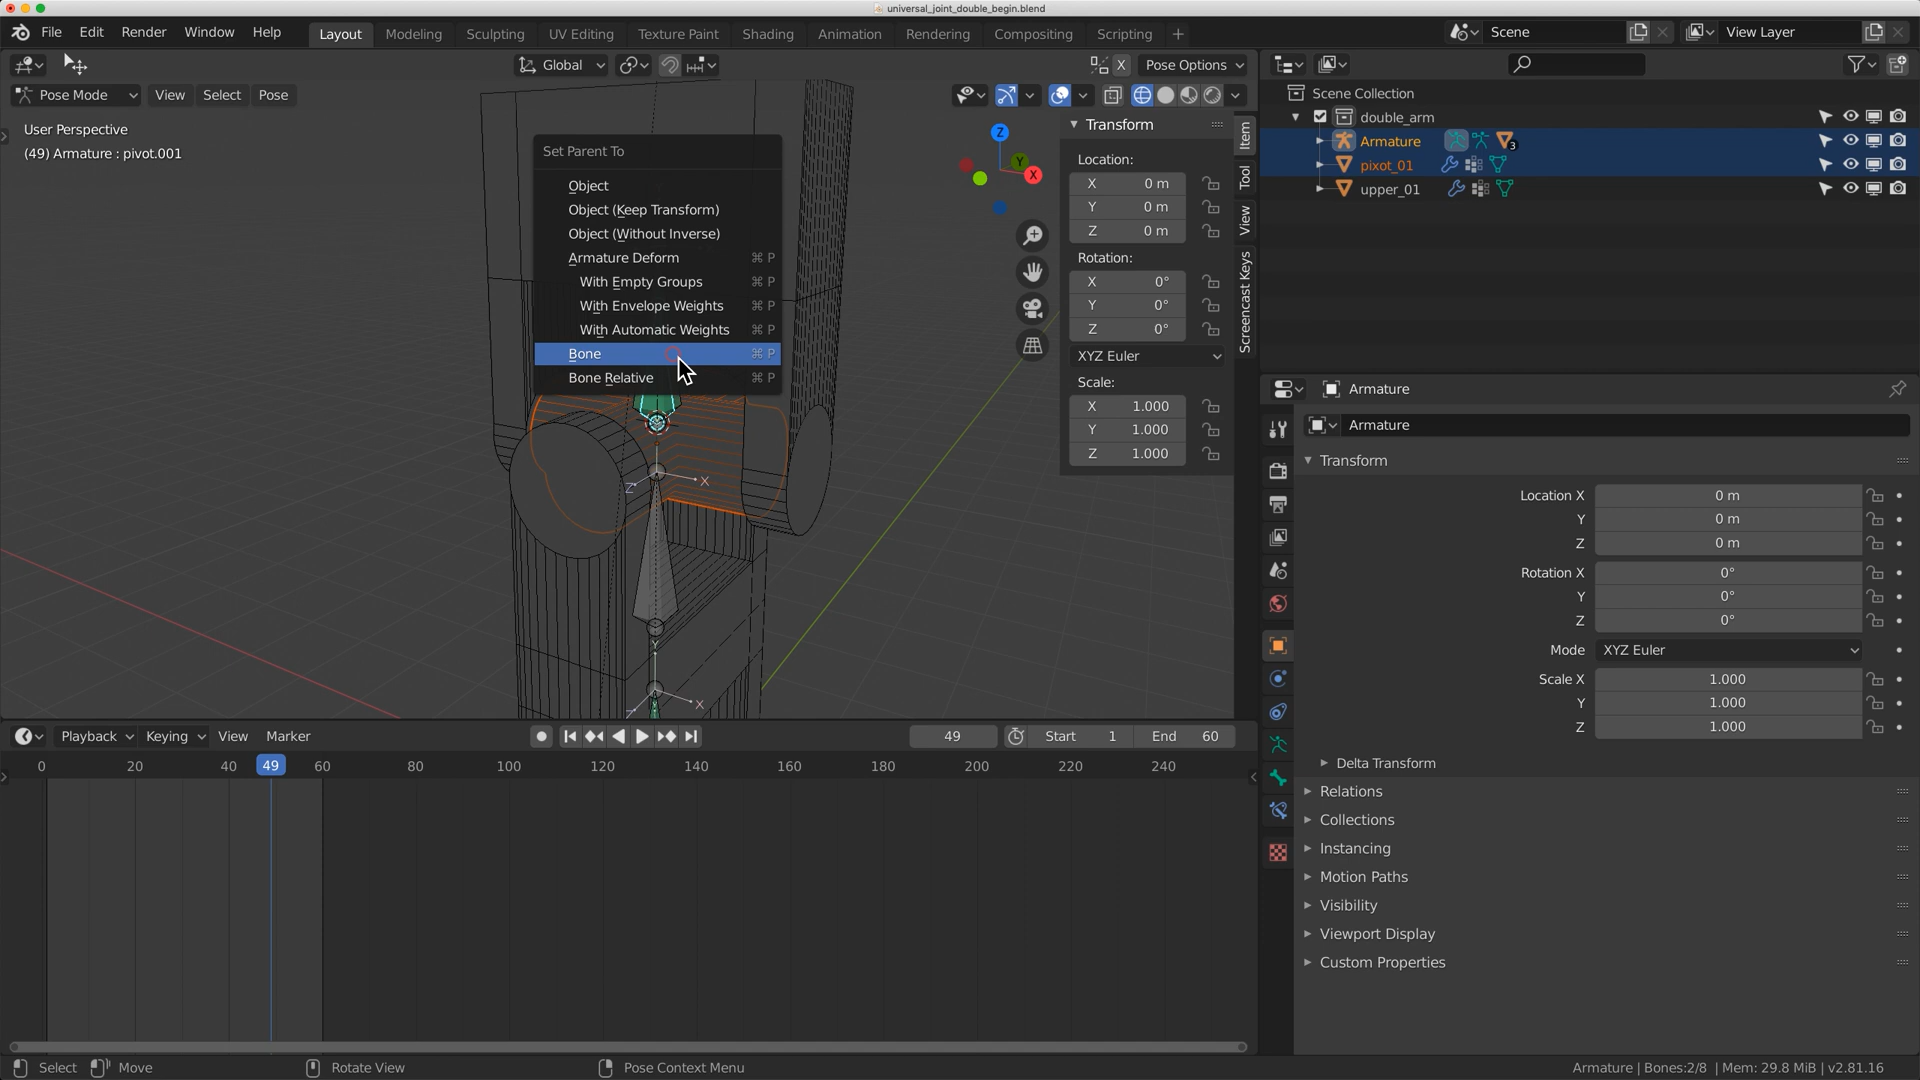 universal_joint_double_begin.blend
File Edit Render Window Help Layout Modeling Sculpting UV Editing Texture Paint Shading Animation Rendering Compositing Scripting + Scene View Layer
Global X Pose Options
Pose Mode View Select Pose
User Perspective
(49) Armature : pivot.001
Set Parent To
Object
Object (Keep Transform)
Object (Without Inverse)
Armature Deform ⌘ P
With Empty Groups ⌘ P
With Envelope Weights ⌘ P
With Automatic Weights ⌘ P
Bone ⌘ P
Bone Relative ⌘ P
Z
Y
X
Z
X
Y
X
Transform
Location:
X 0 m
Y 0 m
Z 0 m
Rotation:
X 0°
Y 0°
Z 0°
XYZ Euler
Scale:
X 1.000
Y 1.000
Z 1.000
Item
Tool
View
Screencast Keys
Scene Collection
double_arm
Armature 3
pixot_01
upper_01
Armature
Armature
Transform
Location X 0 m
Y 0 m
Z 0 m
Rotation X 0°
Y 0°
Z 0°
Mode XYZ Euler
Scale X 1.000
Y 1.000
Z 1.000
Delta Transform
Relations
Collections
Instancing
Motion Paths
Visibility
Viewport Display
Custom Properties
Playback Keying View Marker 49 Start 1 End 60
0 20 40 49 60 80 100 120 140 160 180 200 220 240
Select Move Rotate View Pose Context Menu Armature | Bones:2/8 | Mem: 29.8 MiB | v2.81.16